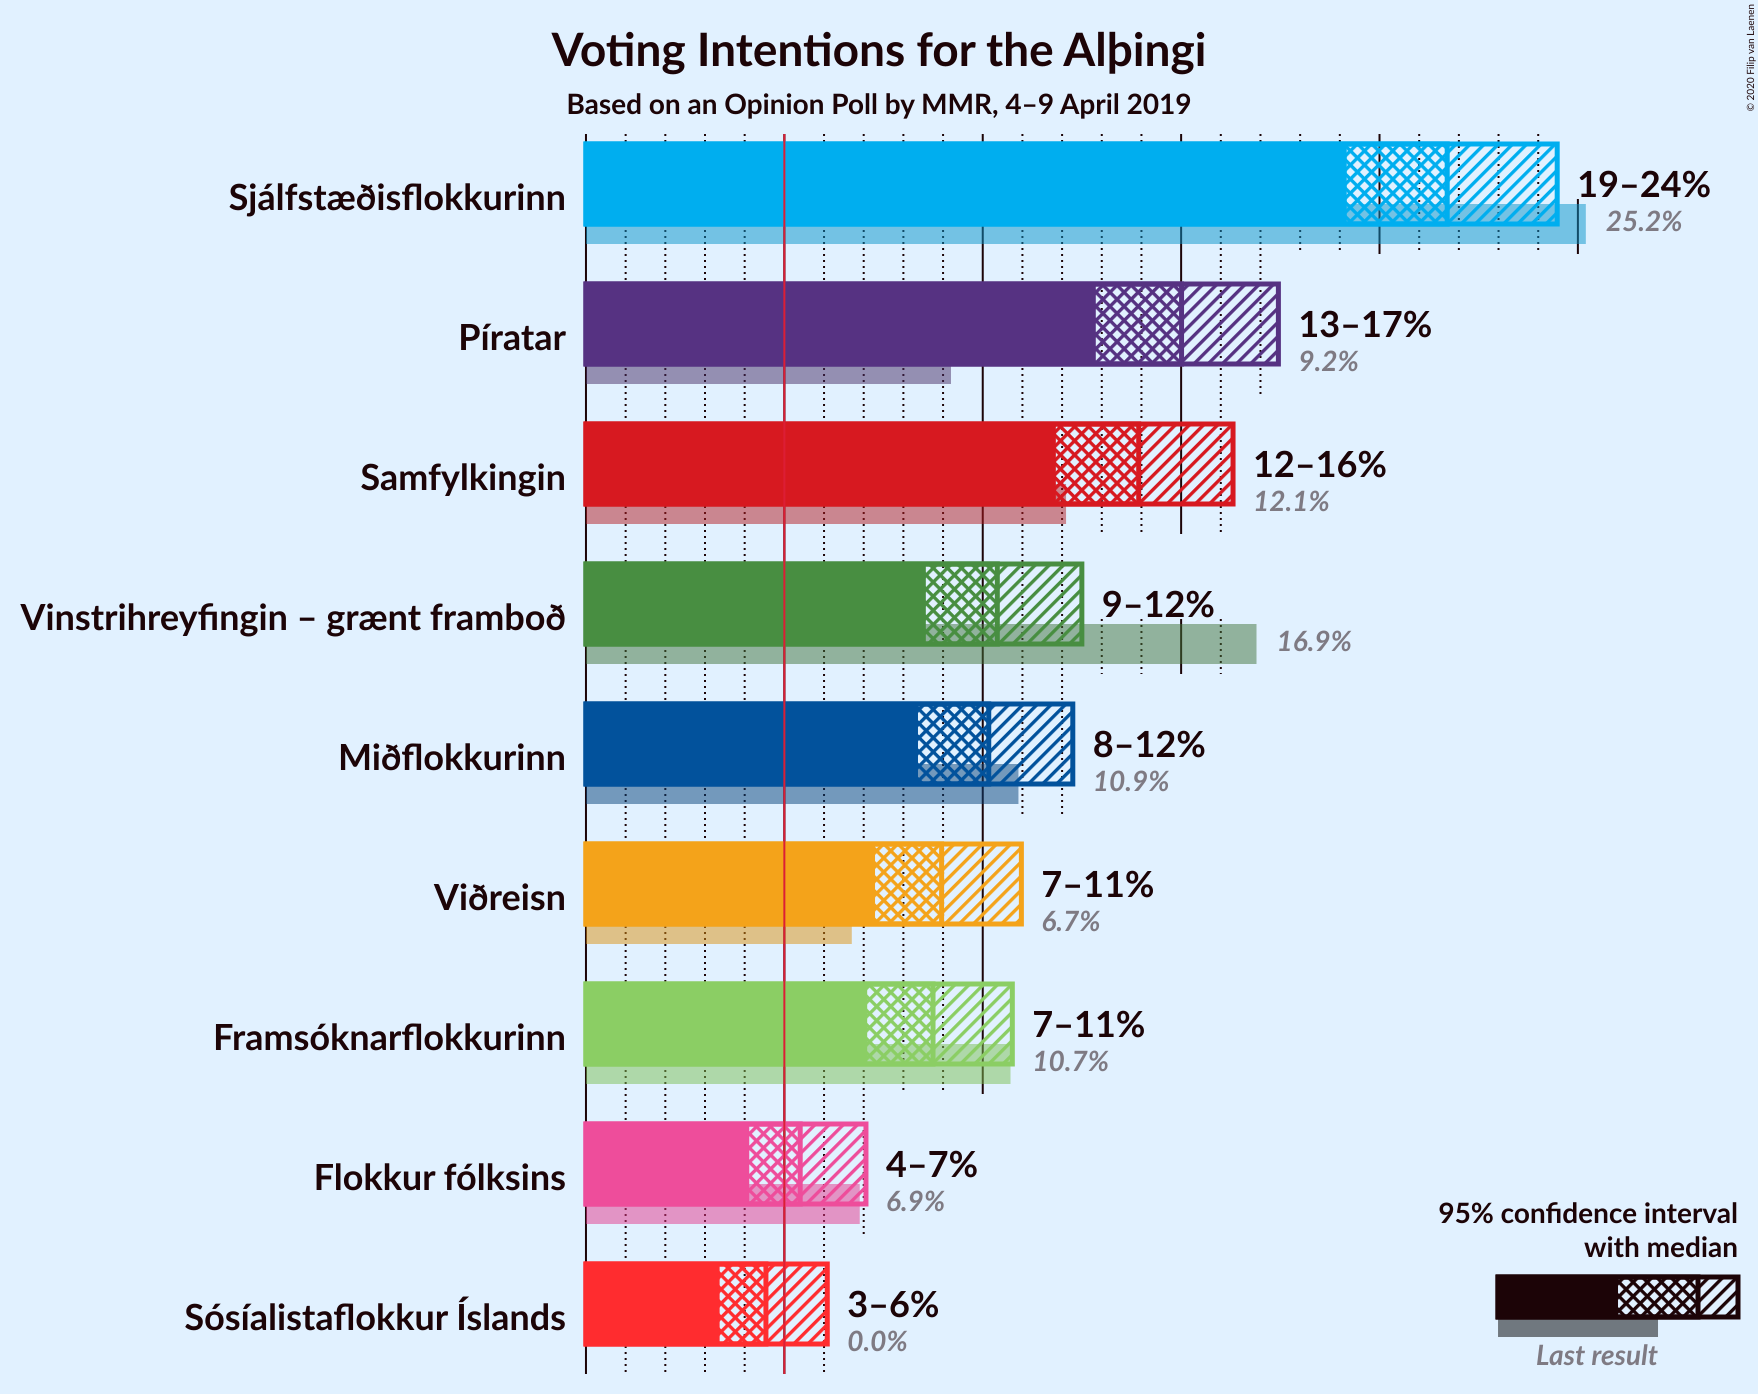 Voting Intentions for the Alþingi
Based on an Opinion Poll by MMR, 4–9 April 2019
© 2020 Filip van Laenen
Sjálfstæðisflokkurinn
19–24%
25.2%
Píratar
13–17%
9.2%
Samfylkingin
12–16%
12.1%
Vinstrihreyfingin – grænt framboð
9–12%
16.9%
Miðflokkurinn
8–12%
10.9%
Viðreisn
7–11%
6.7%
Framsóknarflokkurinn
7–11%
10.7%
Flokkur fólksins
4–7%
6.9%
Sósíalistaflokkur Íslands
3–6%
0.0%
95% confidence interval
with median
Last result